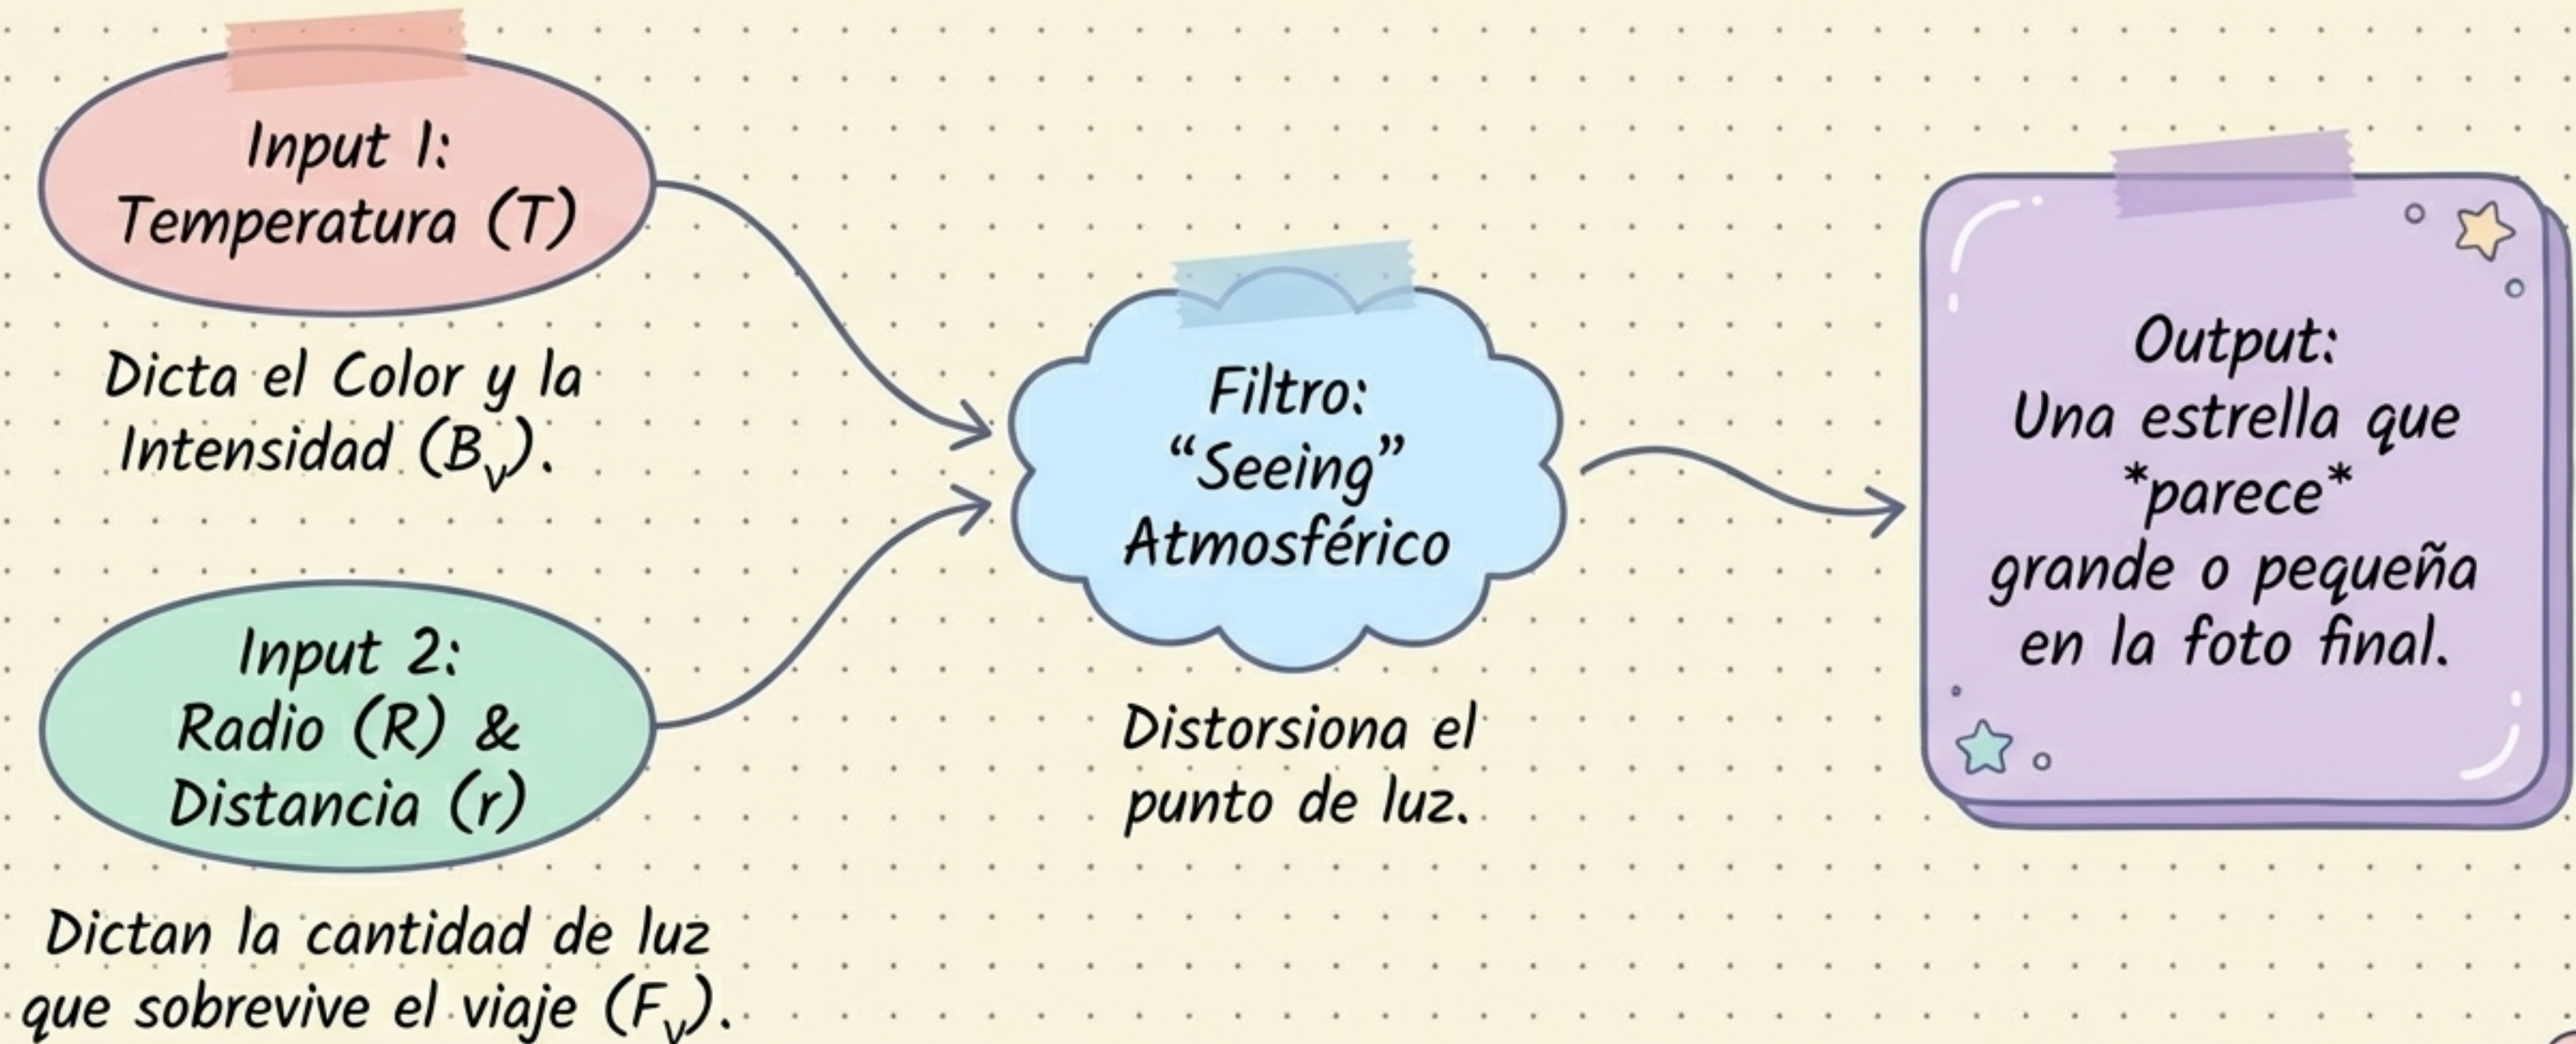 Input 1:
Temperatura (T)
Dicta el Color y la
Intensidad (Bν).
Input 2:
Radio (R) &
Distancia (r)
Dictan la cantidad de luz
que sobrevive el viaje (Fν).
Filtro:
“Seeing”
Atmosférico
Distorsiona el
punto de luz.
Output:
Una estrella que
*parece*
grande o pequeña
en la foto final.